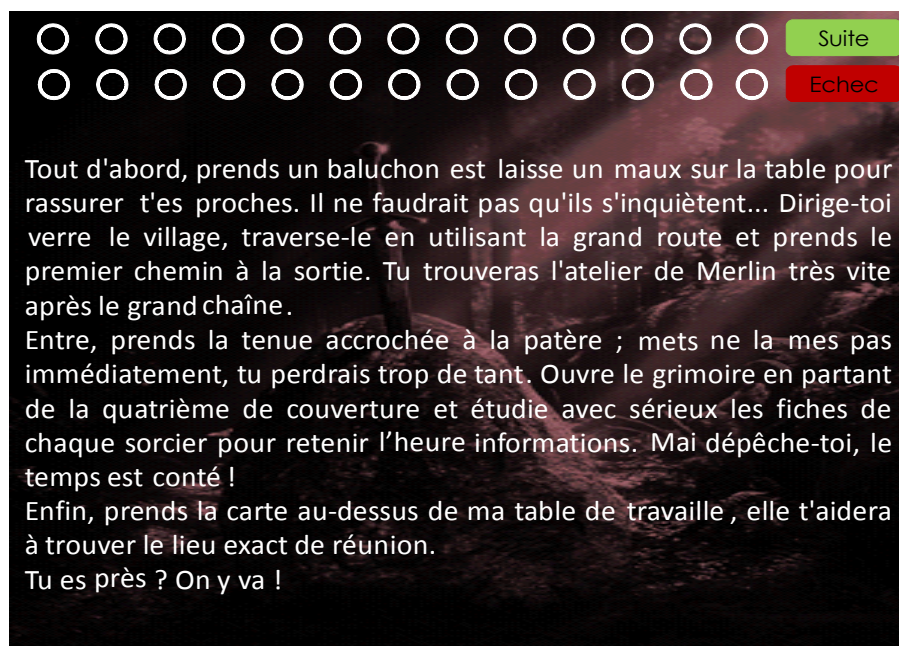 Suite
Echec
Tout d'abord, prends un baluchon est laisse un maux sur la table pour
rassurer t'es proches. Il ne faudrait pas qu'ils s'inquiètent... Dirige-toi
verre le village, traverse-le en utilisant la grand route et prends le
premier chemin à la sortie. Tu trouveras l'atelier de Merlin très vite
après le grand chaîne.
Entre, prends la tenue accrochée à la patère ; mets ne la mes pas
immédiatement, tu perdrais trop de tant. Ouvre le grimoire en partant
de la quatrième de couverture et étudie avec sérieux les fiches de
chaque sorcier pour retenir l’heure informations. Mai dépêche-toi, le
temps est conté !
Enfin, prends la carte au-dessus de ma table de travaille , elle t'aidera
à trouver le lieu exact de réunion.
Tu es près ? On y va !